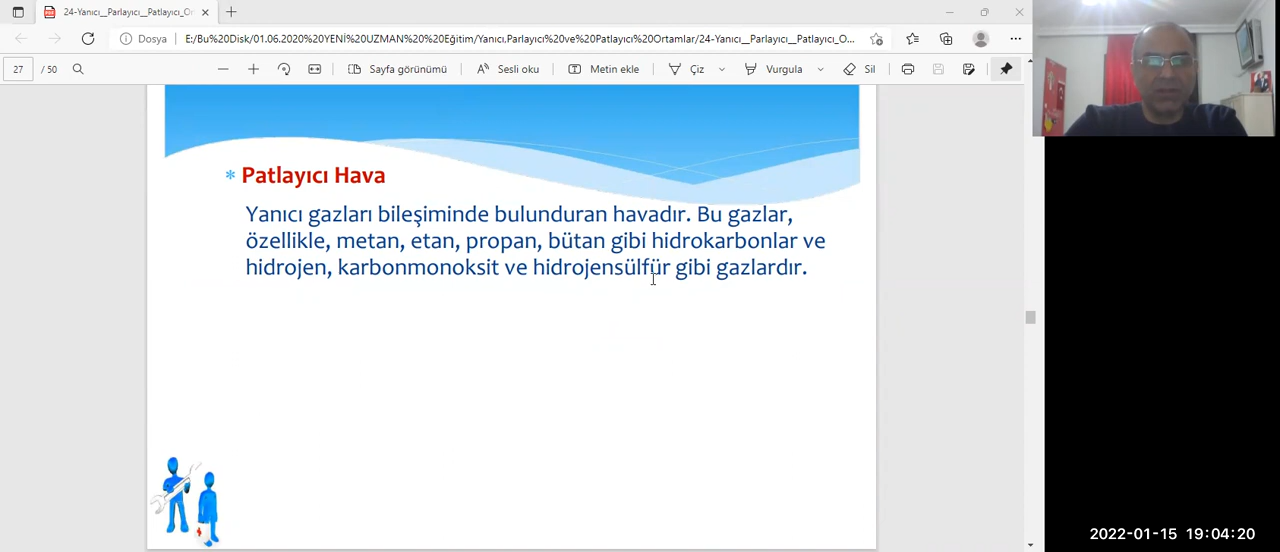 24-Yanıcı__Parlayıcı__Patlayıcı_Or
Dosya
E:/Bu%20Disk/01.06.2020%20YENİ%20UZMAN%20%20Eğitim/Yanıcı,Parlayıcı%20ve%20Patlayıcı%20Ortamlar/24-Yanıcı__Parlayıcı__Patlayıcı_O...
27 / 50
Sayfa görünümü
Sesli oku
Metin ekle
Çiz
Vurgula
Sil
* Patlayıcı Hava
Yanıcı gazları bileşiminde bulunduran havadır. Bu gazlar,
özellikle, metan, etan, propan, bütan gibi hidrokarbonlar ve
hidrojen, karbonmonoksit ve hidrojensülfür gibi gazlardır.
2022-01-15 19:04:20